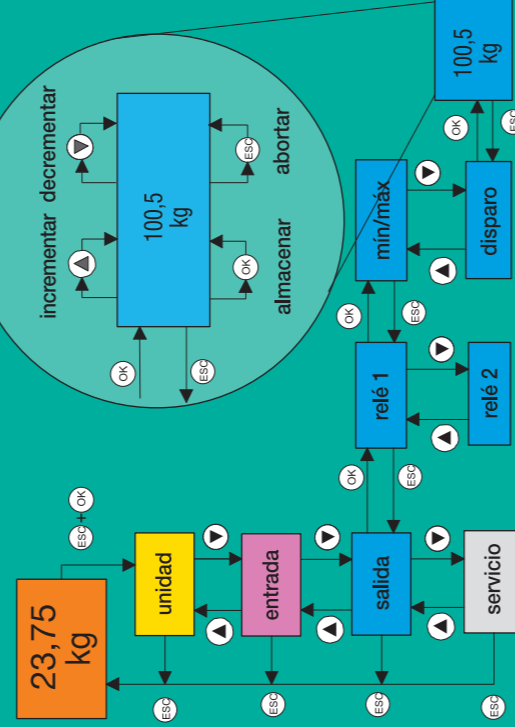 23,75
kg
ESC + OK
unidad
ESC
entrada
ESC
salida
ESC
servicio
ESC
OK
ESC
relé 1
relé 2
OK
ESC
mín/máx
disparo
OK
ESC
100,5
kg
incrementar
decrementar
OK
ESC
100,5
kg
OK
ESC
almacenar
abortar